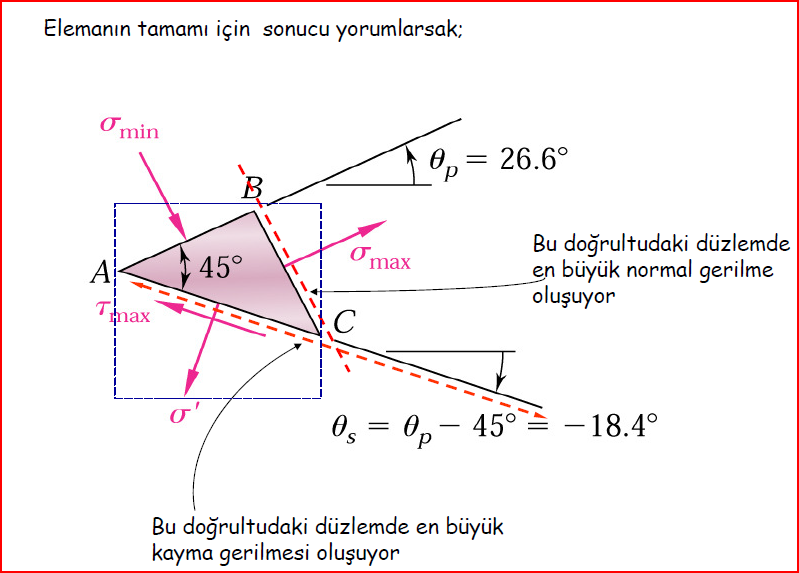 Elemanın tamamı için sonucu yorumlarsak;
σmin
θp = 26.6°
B
Bu doğrultudaki düzlemde
en büyük normal gerilme
oluşuyor
σmax
A
45°
τmax
C
σ'
θs = θp − 45° = −18.4°
Bu doğrultudaki düzlemde en büyük
kayma gerilmesi oluşuyor